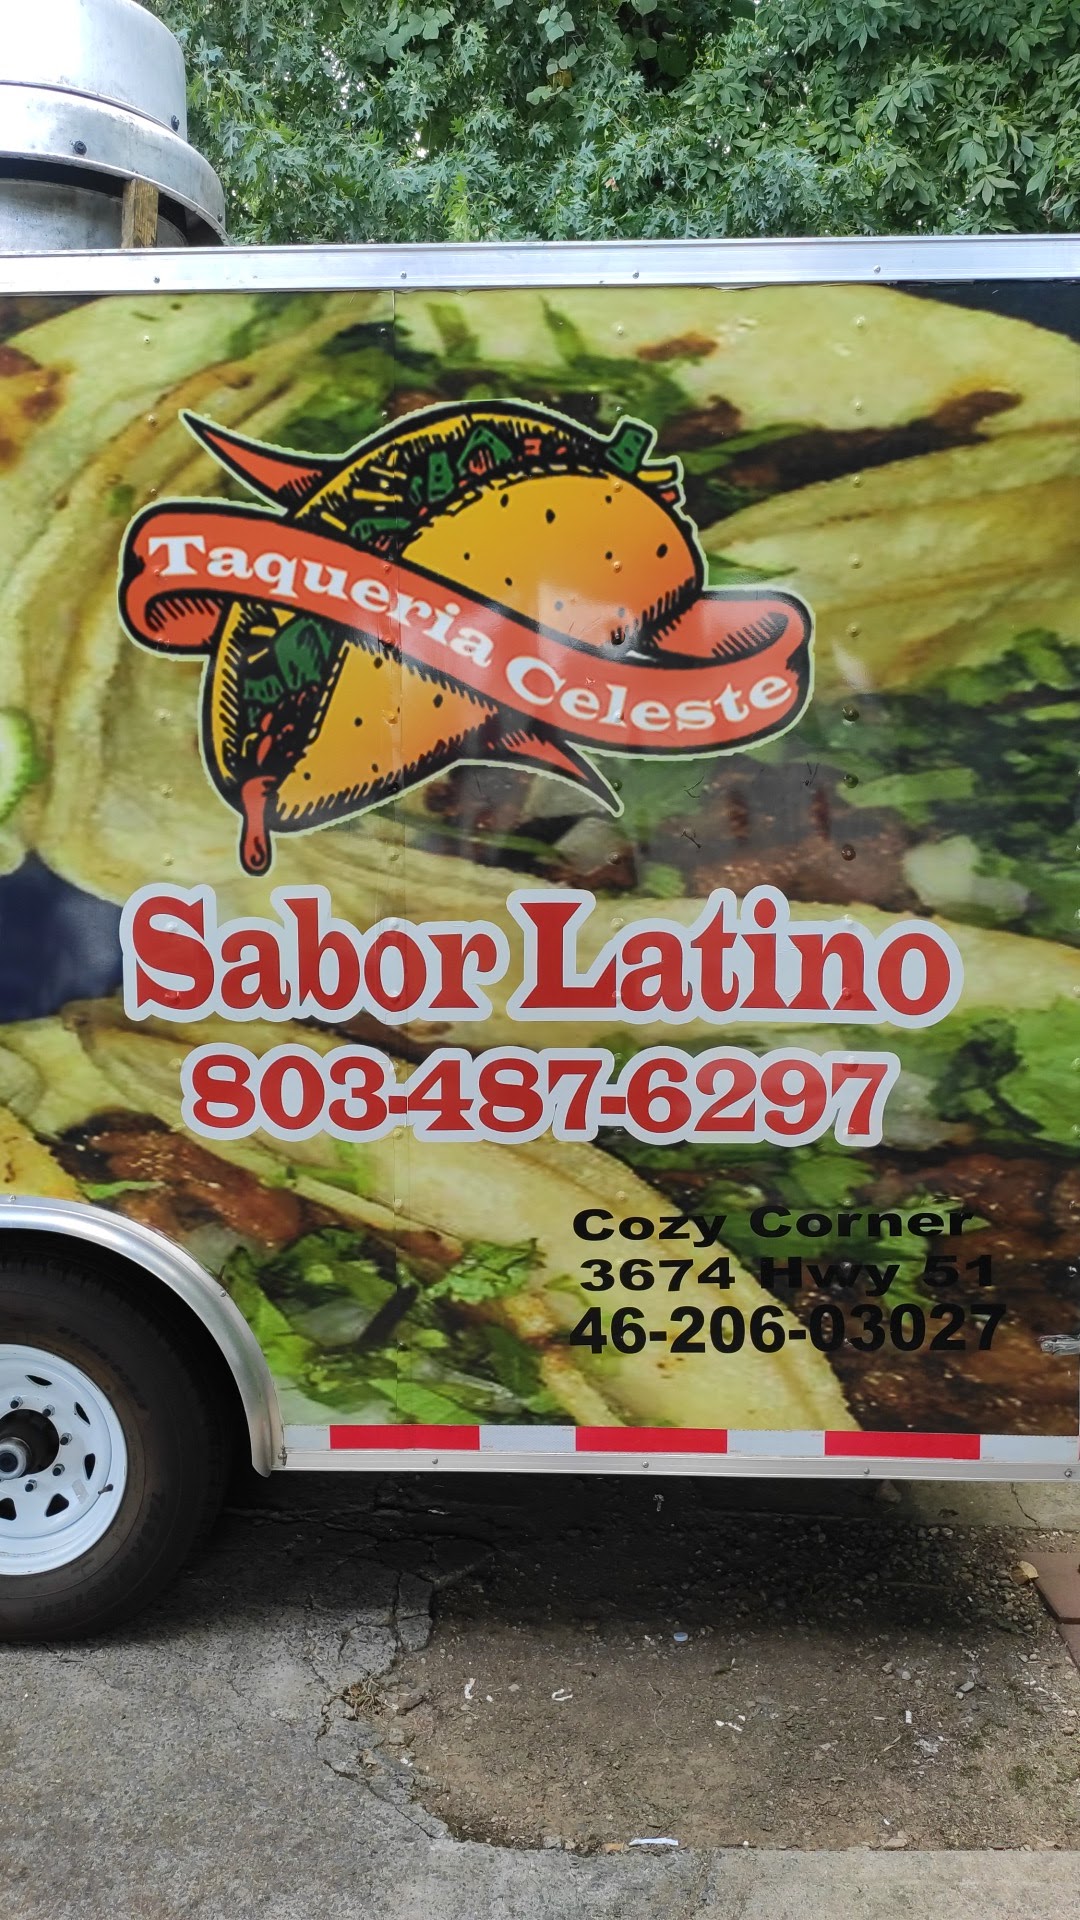 Taqueria Celeste
Sabor Latino
803-487-6297
Cozy Corner
3674 Hwy 51
46-206-03027